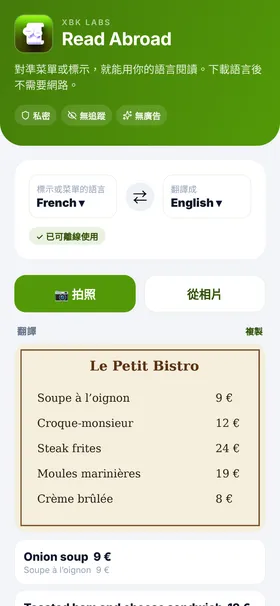 XBK LABS
Read Abroad
對準菜單或標示，就能用你的語言閱讀。下載語言後
不需要網路。
私密
無追蹤
無廣告
標示或菜單的語言
French ▾
翻譯成
English ▾
✓ 已可離線使用
拍照
從相片
翻譯
複製
Le Petit Bistro
Soupe à l'oignon 9 €
Croque-monsieur 12 €
Steak frites 24 €
Moules marinières 19 €
Crème brûlée 8 €
Onion soup 9 €
Soupe à l'oignon 9 €